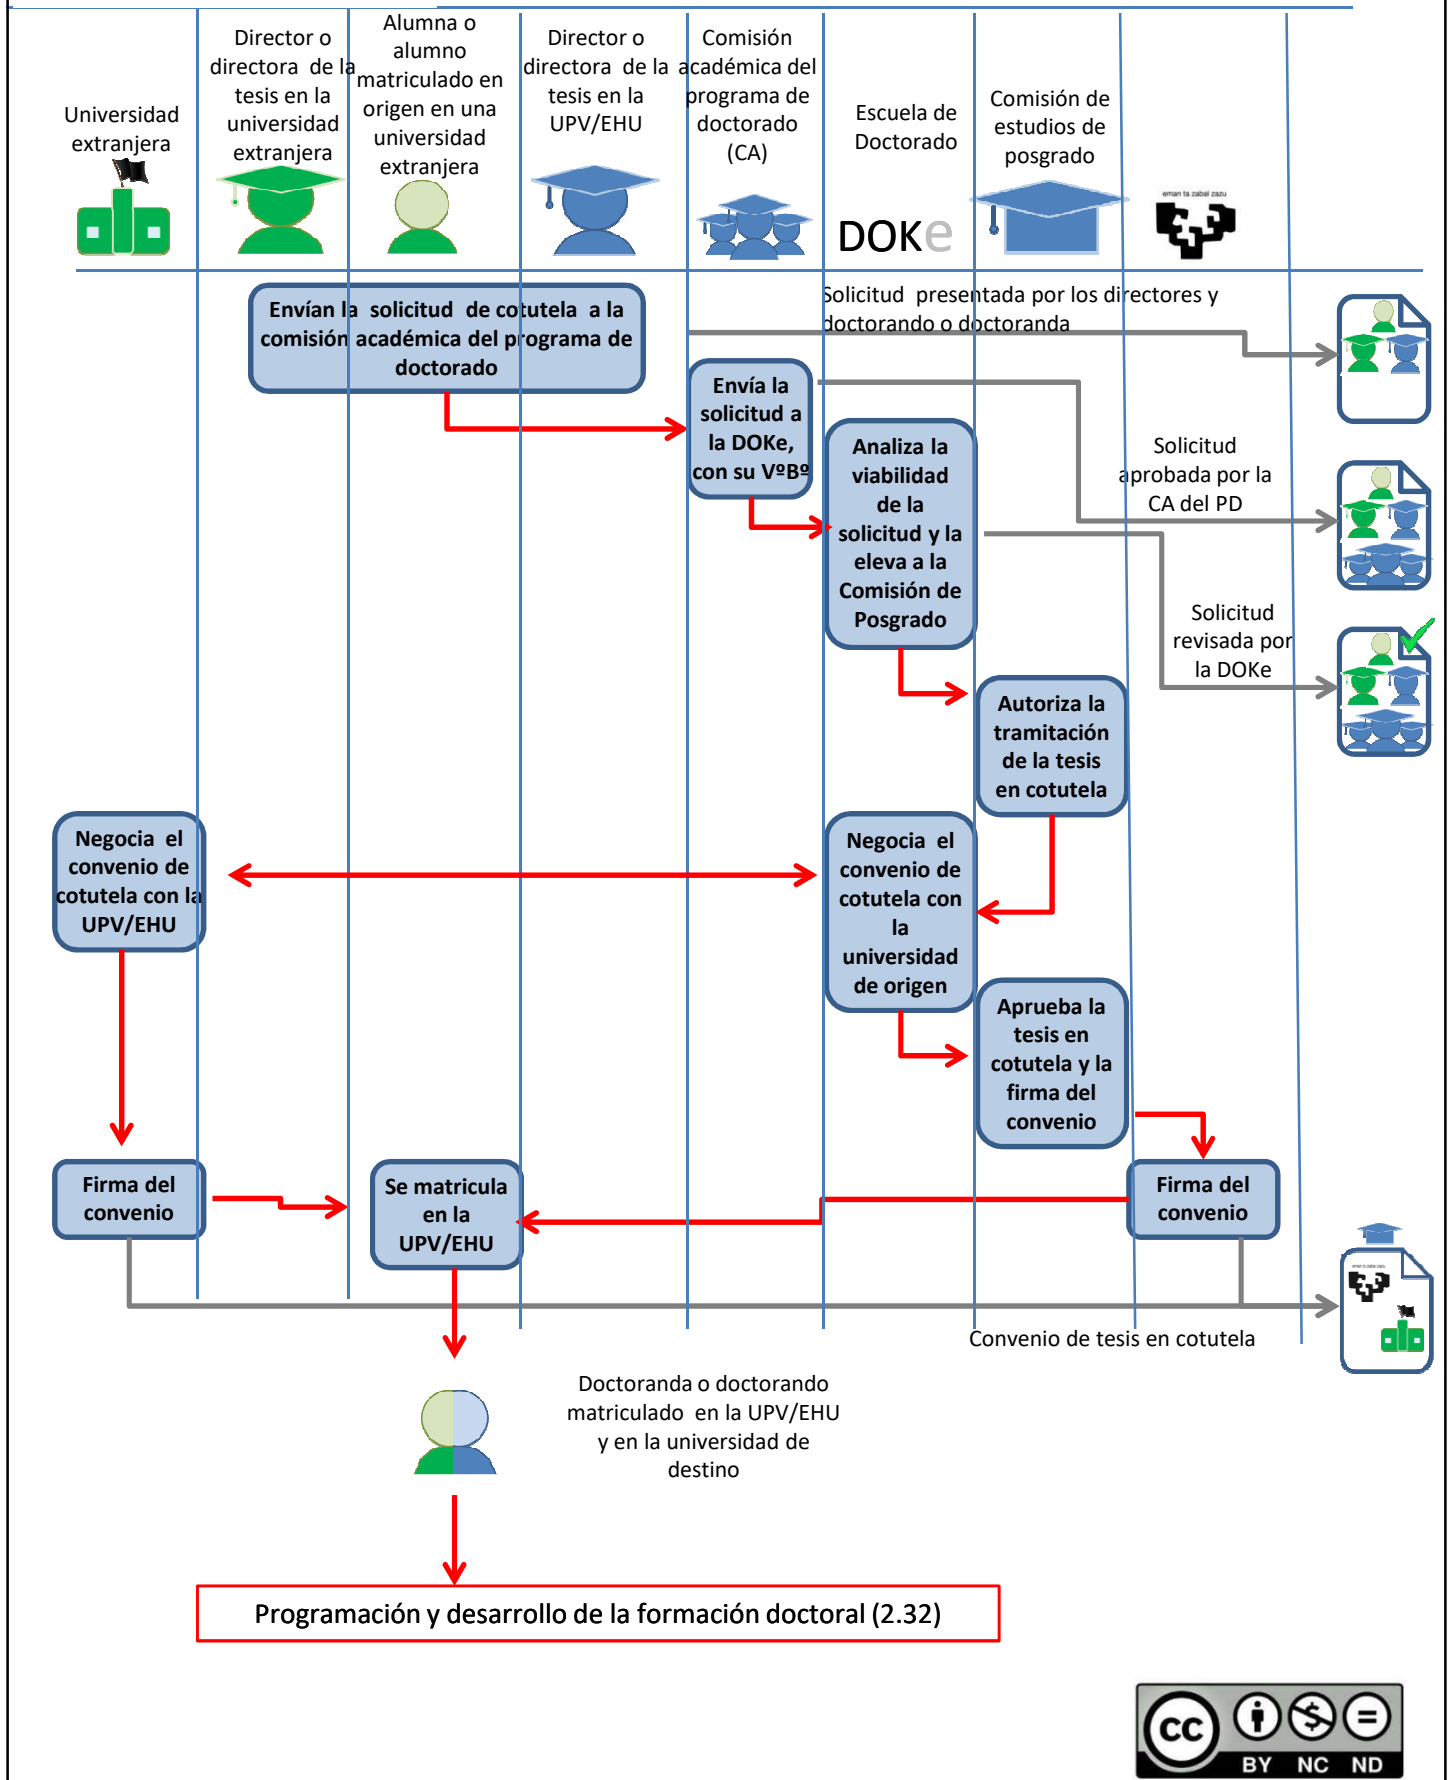 Universidad
extranjera
Director o
directora de la
tesis en la
universidad
extranjera
Alumna o
alumno
matriculado en
origen en una
universidad
extranjera
Director o
directora de la
tesis en la
UPV/EHU
Comisión
académica del
programa de
doctorado
(CA)
Escuela de
Doctorado
DOKe
Comisión de
estudios de
posgrado
eman ta zabal zazu
Envían la solicitud de cotutela a la
comisión académica del programa de
doctorado
Solicitud presentada por los directores y
doctorando o doctoranda
Envía la
solicitud a
la DOKe,
con su VºBº
Analiza la
viabilidad
de la
solicitud y la
eleva a la
Comisión de
Posgrado
Solicitud
aprobada por la
CA del PD
Solicitud
revisada por
la DOKe
Autoriza la
tramitación
de la tesis
en cotutela
Negocia el
convenio de
cotutela con la
UPV/EHU
Negocia el
convenio de
cotutela con
la
universidad
de origen
Aprueba la
tesis en
cotutela y la
firma del
convenio
Firma del
convenio
Se matricula
en la
UPV/EHU
Firma del
convenio
eman ta zabal zazu
Convenio de tesis en cotutela
Doctoranda o doctorando
matriculado en la UPV/EHU
y en la universidad de
destino
Programación y desarrollo de la formación doctoral (2.32)
cc
BY NC ND